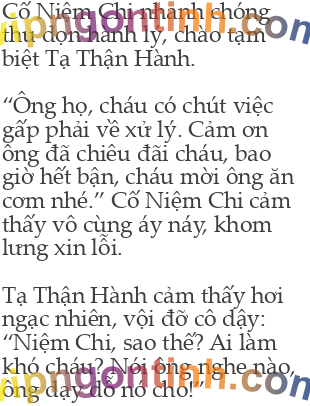 Cố Niệm Chi nhanh chóng
thu dọn hành lý, chào tạm
biệt Tạ Thận Hành.
“Ông họ, cháu có chút việc
gấp phải về xử lý. Cảm ơn
ông đã chiêu đãi cháu, bao
giờ hết bận, cháu mời ông ăn
cơm nhé.” Cố Niệm Chi cảm
thấy vô cùng áy náy, khom
lưng xin lỗi.
Tạ Thận Hành cảm thấy hơi
ngạc nhiên, vội đỡ cô dậy:
“Niệm Chi, sao thế? Ai làm
khó cháu? Nói ông nghe nào,
ông dạy dỗ nó cho!”